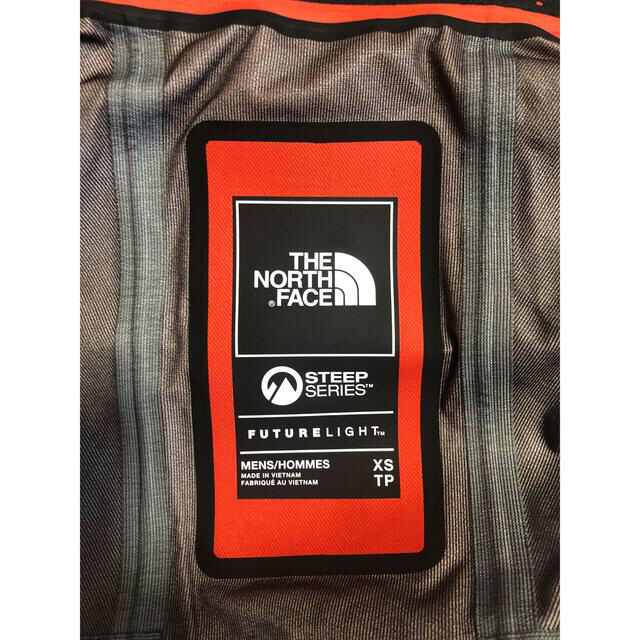 THE
NORTH
®FACE
STEEP
SERIES™
FUTURELIGHT™
MENS/HOMMES XS
MADE IN VIETNAM TP
FABRIQUÉ AU VIETNAM